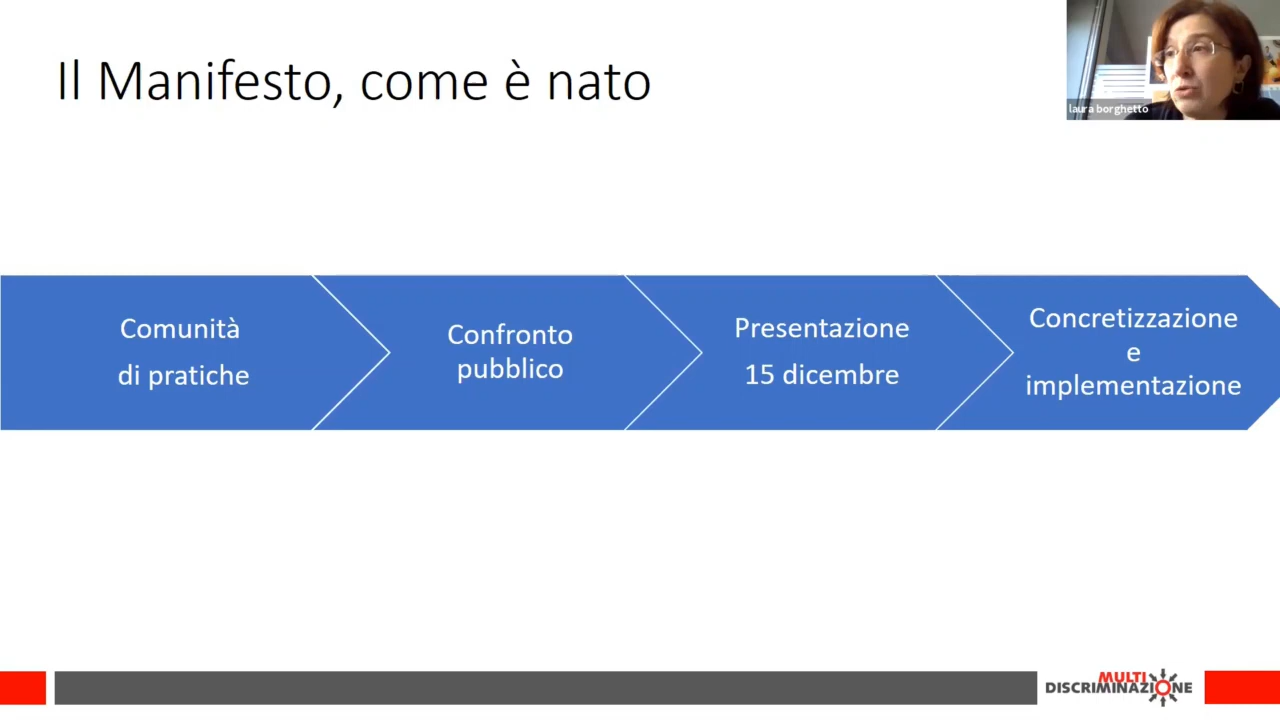 Il Manifesto, come è nato
laura borghetto
Comunità
di pratiche
Confronto
pubblico
Presentazione
15 dicembre
Concretizzazione
e
implementazione
MULTI
DISCRIMINAZIONE